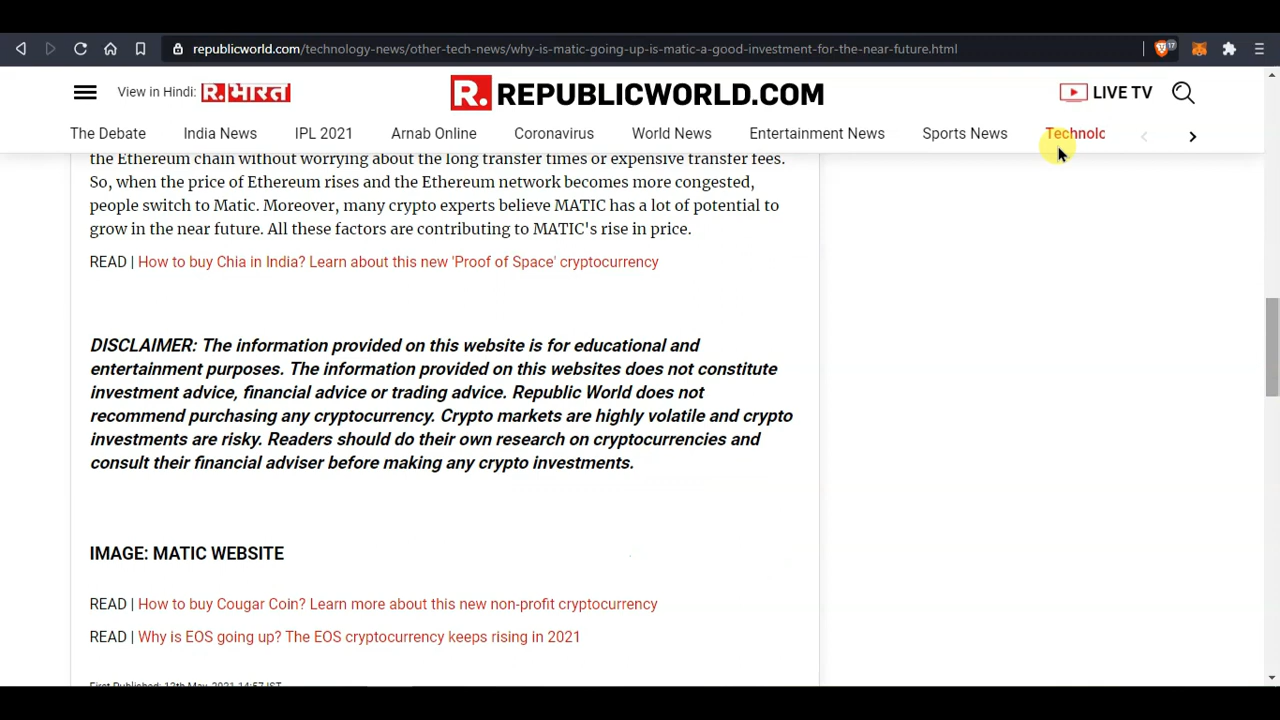 republicworld.com/technology-news/other-tech-news/why-is-matic-going-up-is-matic-a-good-investment-for-the-near-future.html
17
View in Hindi: R.भारत
R. REPUBLICWORLD.COM
LIVE TV
The Debate India News IPL 2021 Arnab Online Coronavirus World News Entertainment News Sports News Technolo
the Ethereum chain without worrying about the long transfer times or expensive transfer fees.
So, when the price of Ethereum rises and the Ethereum network becomes more congested,
people switch to Matic. Moreover, many crypto experts believe MATIC has a lot of potential to
grow in the near future. All these factors are contributing to MATIC's rise in price.
READ | How to buy Chia in India? Learn about this new 'Proof of Space' cryptocurrency
DISCLAIMER: The information provided on this website is for educational and
entertainment purposes. The information provided on this websites does not constitute
investment advice, financial advice or trading advice. Republic World does not
recommend purchasing any cryptocurrency. Crypto markets are highly volatile and crypto
investments are risky. Readers should do their own research on cryptocurrencies and
consult their financial adviser before making any crypto investments.
IMAGE: MATIC WEBSITE
READ | How to buy Cougar Coin? Learn more about this new non-profit cryptocurrency
READ | Why is EOS going up? The EOS cryptocurrency keeps rising in 2021
First Published: 12th May, 2021 14:57 IST